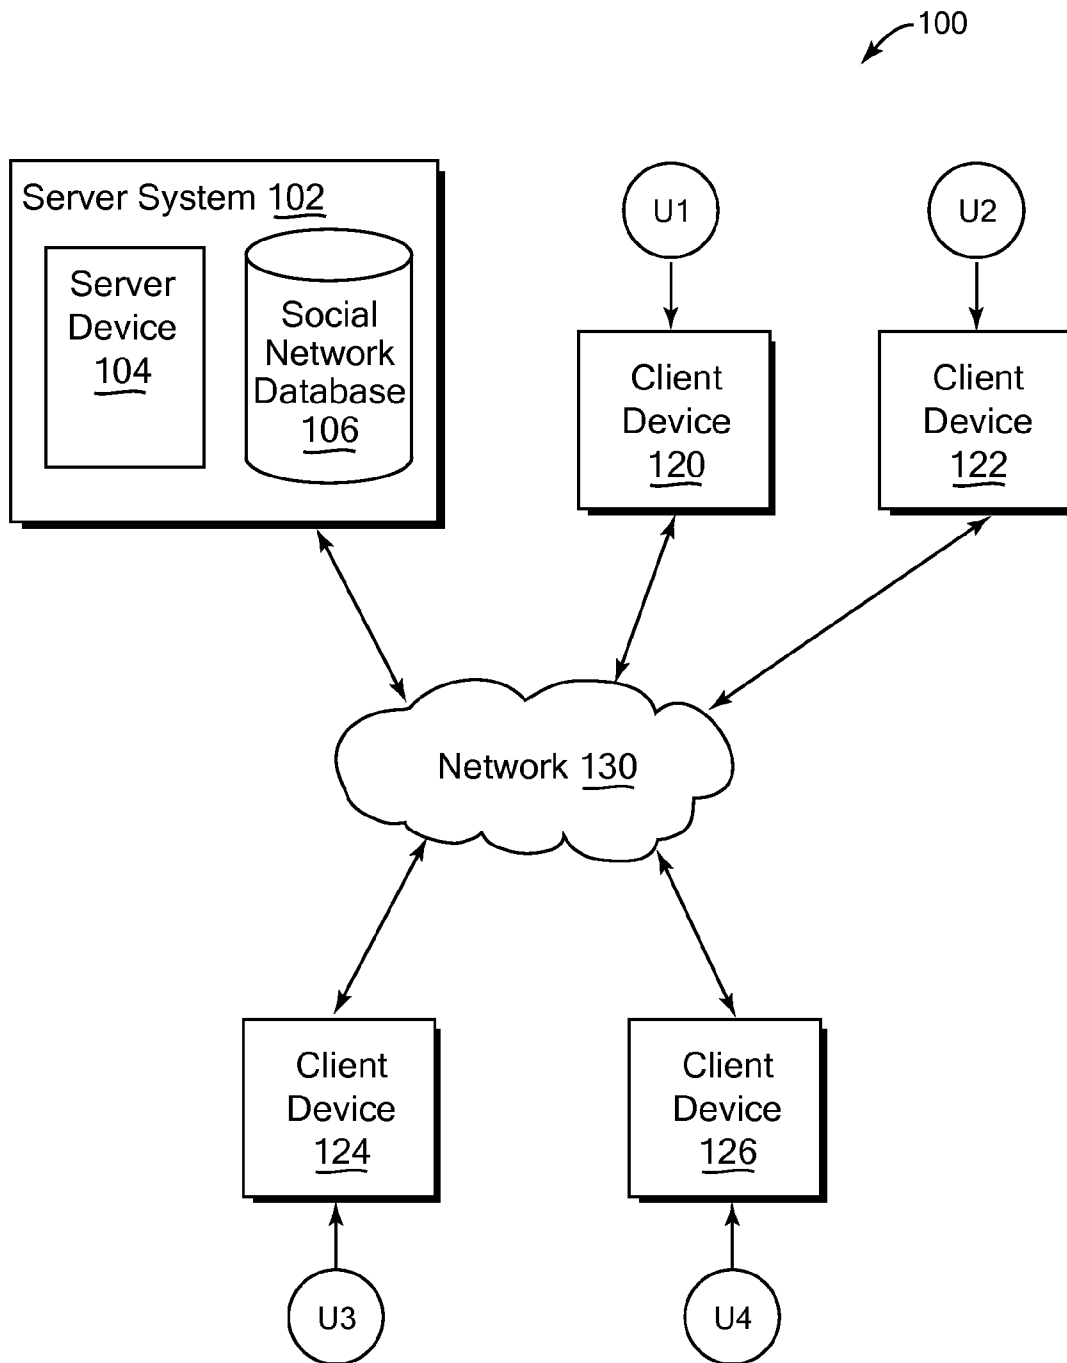 100
Server System 102
Server
Device
104
Social
Network
Database
106
U1
Client
Device
120
U2
Client
Device
122
Network 130
Client
Device
124
U3
Client
Device
126
U4